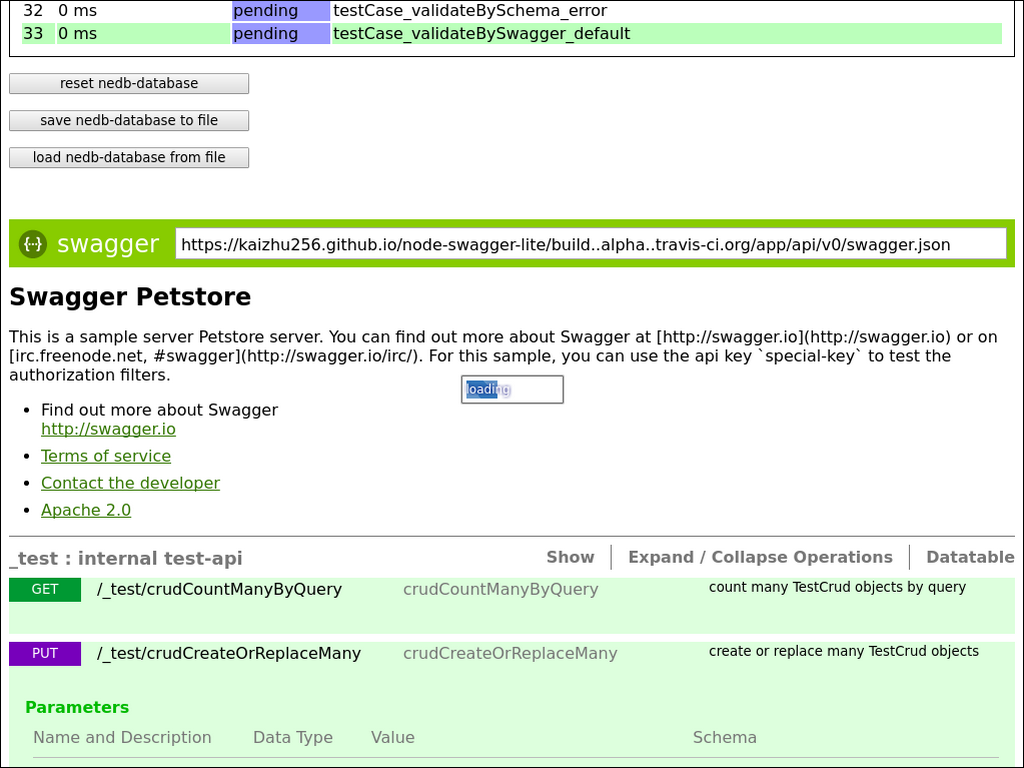 32 0 ms pending testCase_validateBySchema_error
33 0 ms pending testCase_validateBySwagger_default
reset nedb-database
save nedb-database to file
load nedb-database from file
{··} swagger https://kaizhu256.github.io/node-swagger-lite/build..alpha..travis-ci.org/app/api/v0/swagger.json
Swagger Petstore
This is a sample server Petstore server. You can find out more about Swagger at [http://swagger.io](http://swagger.io) or on
[irc.freenode.net, #swagger](http://swagger.io/irc/). For this sample, you can use the api key `special-key` to test the
authorization filters.
loading
• Find out more about Swagger
http://swagger.io
• Terms of service
• Contact the developer
• Apache 2.0
_test : internal test-api Show Expand / Collapse Operations Datatable
GET /_test/crudCountManyByQuery crudCountManyByQuery count many TestCrud objects by query
PUT /_test/crudCreateOrReplaceMany crudCreateOrReplaceMany create or replace many TestCrud objects
Parameters
Name and Description Data Type Value Schema